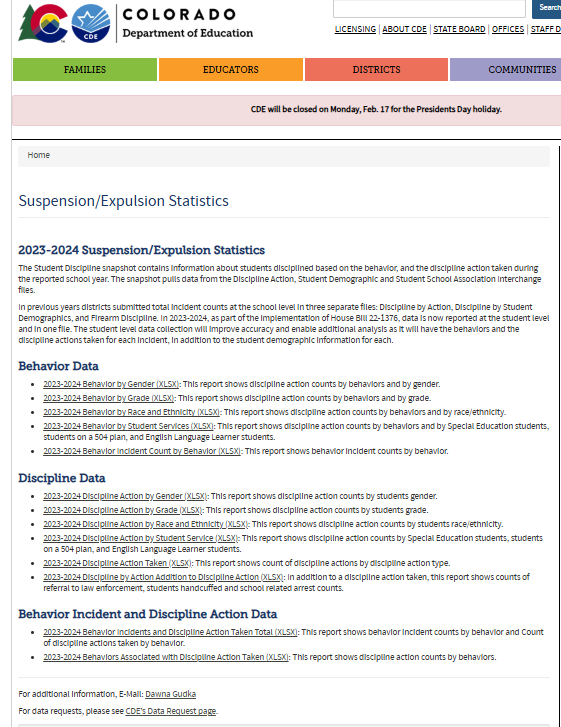 COLORADO
Department of Education
CDE
Search
LICENSING | ABOUT CDE | STATE BOARD | OFFICES | STAFF D
FAMILIES
EDUCATORS
DISTRICTS
COMMUNITIES
CDE will be closed on Monday, Feb. 17 for the Presidents Day holiday.
Home
Suspension/Expulsion Statistics
2023-2024 Suspension/Expulsion Statistics
The Student Discipline snapshot contains information about students disciplined based on the behavior, and the discipline action taken during
the reported school year. The snapshot pulls data from the Discipline Action, Student Demographic and Student School Association interchange
files.
In previous years districts submitted total incident counts at the school level in three separate files: Discipline by Action, Discipline by Student
Demographics, and Firearm Discipline. In 2023-2024, as part of the implementation of House Bill 22-1376, data is now reported at the student level
and in one file. The student level data collection will improve accuracy and enable additional analysis as it will have the behaviors and the
discipline actions taken for each incident, in addition to the student demographic information for each.
Behavior Data
• 2023-2024 Behavior by Gender (XLSX): This report shows discipline action counts by behaviors and by gender.
• 2023-2024 Behavior by Grade (XLSX): This report shows discipline action counts by behaviors and by grade.
• 2023-2024 Behavior by Race and Ethnicity (XLSX): This report shows discipline action counts by behaviors and by race/ethnicity.
• 2023-2024 Behavior by Student Services (XLSX): This report shows discipline action counts by behaviors and by Special Education students,
students on a 504 plan, and English Language Learner students.
• 2023-2024 Behavior Incident Count by Behavior (XLSX): This report shows behavior incident counts by behavior.
Discipline Data
• 2023-2024 Discipline Action by Gender (XLSX): This report shows discipline action counts by students gender.
• 2023-2024 Discipline Action by Grade (XLSX): This report shows discipline action counts by students grade.
• 2023-2024 Discipline Action by Race and Ethnicity (XLSX): This report shows discipline action counts by students race/ethnicity.
• 2023-2024 Discipline Action by Student Service (XLSX): This report shows discipline action counts by Special Education students, students
on a 504 plan, and English Language Learner students.
• 2023-2024 Discipline Action Taken (XLSX): This report shows count of discipline actions by discipline action type.
• 2023-2024 Discipline by Action Addition to Discipline Action (XLSX): In addition to a discipline action taken, this report shows counts of
referral to law enforcement, students handcuffed and school related arrest counts.
Behavior Incident and Discipline Action Data
• 2023-2024 Behavior Incidents and Discipline Action Taken Total (XLSX): This report shows behavior incident counts by behavior and Count
of discipline actions taken by behavior.
• 2023-2024 Behaviors Associated with Discipline Action Taken (XLSX): This report shows discipline action counts by behaviors.
For additional information, E-Mail: Dawna Gudka
For data requests, please see CDE's Data Request page.